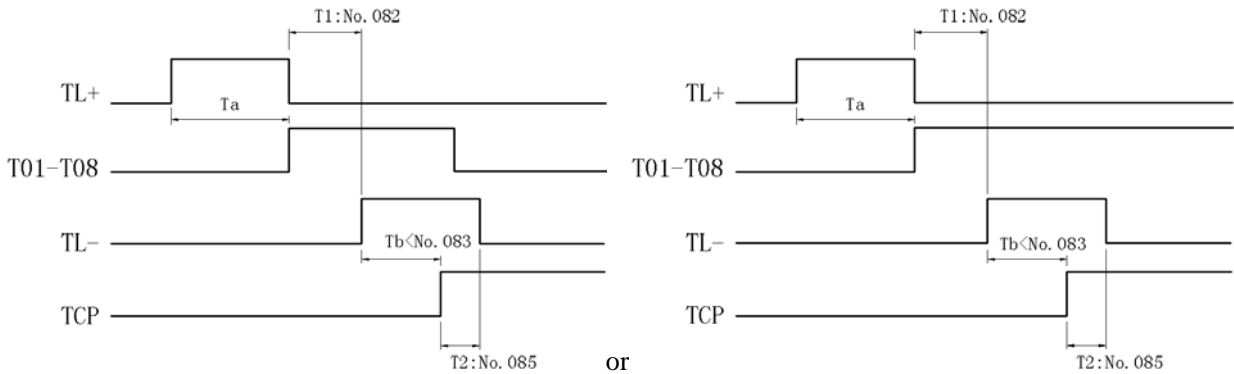 T1:No.082
TL+
Ta
T01-T08
TL-
Tb<No.083
TCP
T2:No.085
or
T1:No.082
TL+
Ta
T01-T08
TL-
Tb<No.083
TCP
T2:No.085